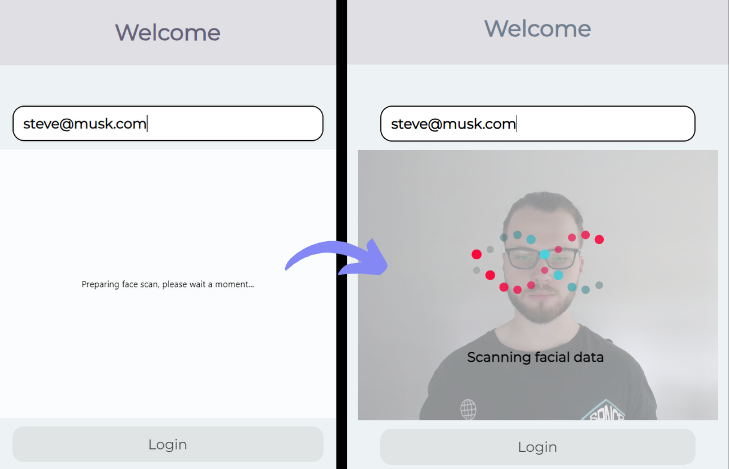 Welcome
steve@musk.com
Preparing face scan, please wait a moment...
Login
Welcome
steve@musk.com
Scanning facial data
SPACE
Login